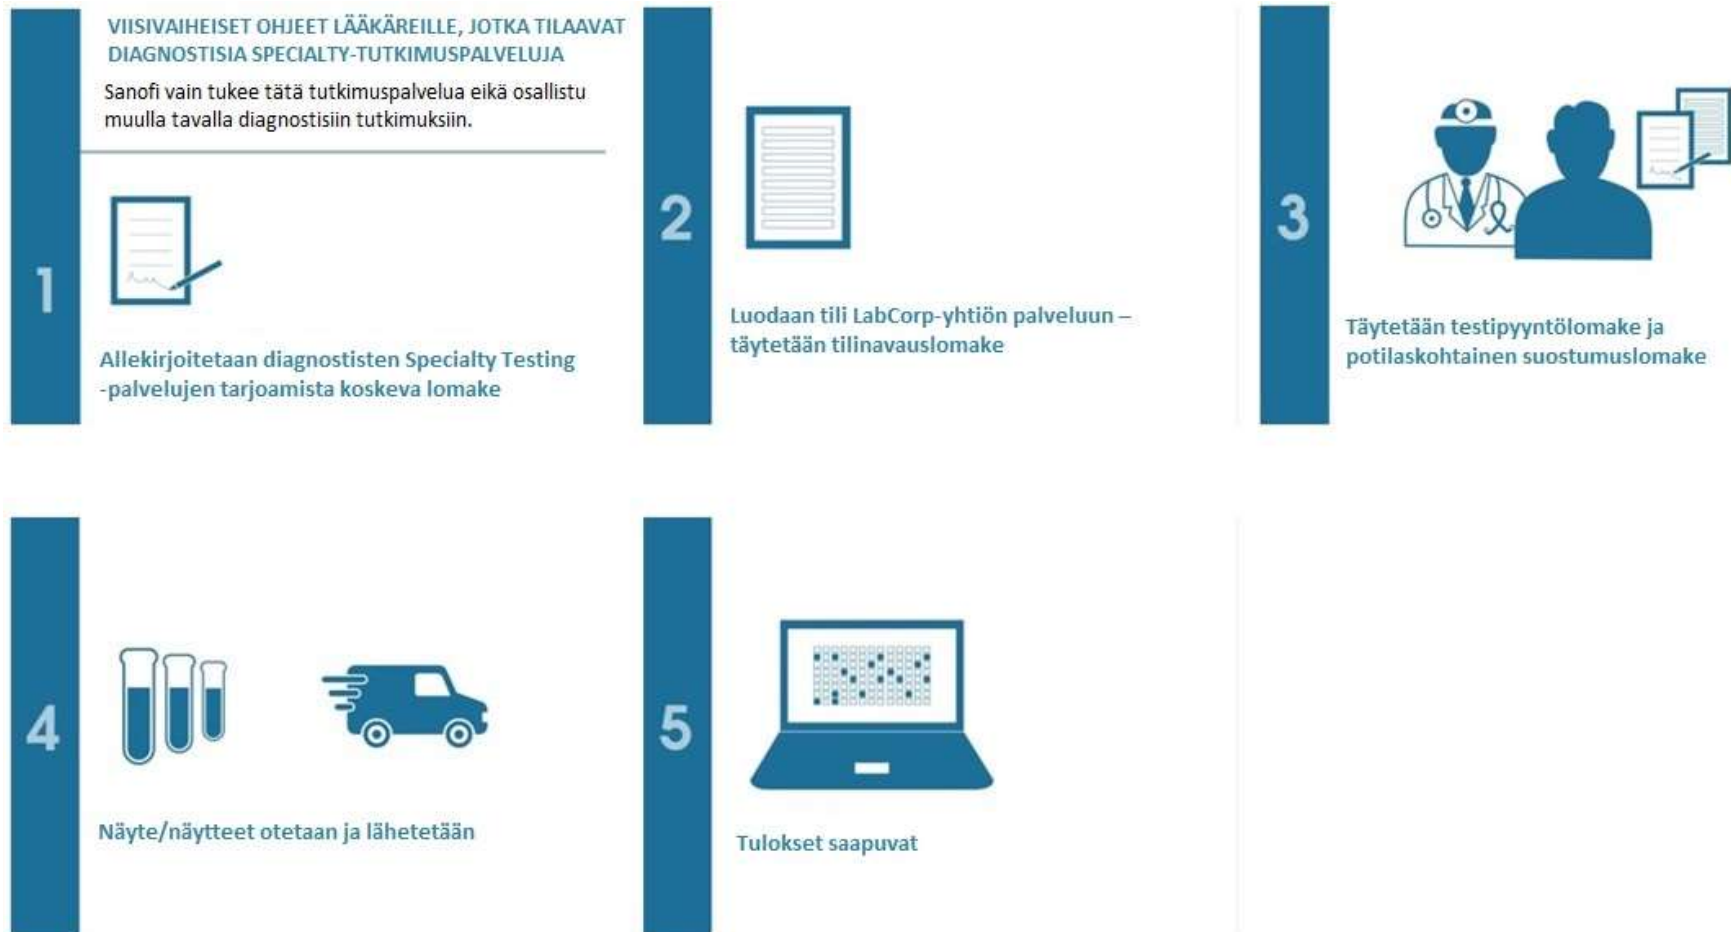 VIISIVAIHEISET OHJEET LÄÄKÄREILLE, JOTKA TILAAVAT
DIAGNOSTISIA SPECIALTY-TUTKIMUSPALVELUJA
Sanofi vain tukee tätä tutkimuspalvelua eikä osallistu
muulla tavalla diagnostisiin tutkimuksiin.
1
Allekirjoitetaan diagnostisten Specialty Testing
-palvelujen tarjoamista koskeva lomake
2
Luodaan tili LabCorp-yhtiön palveluun –
täytetään tilinavauslomake
3
Täytetään testipyyntölomake ja
potilaskohtainen suostumuslomake
4
Näyte/näytteet otetaan ja lähetetään
5
Tulokset saapuvat